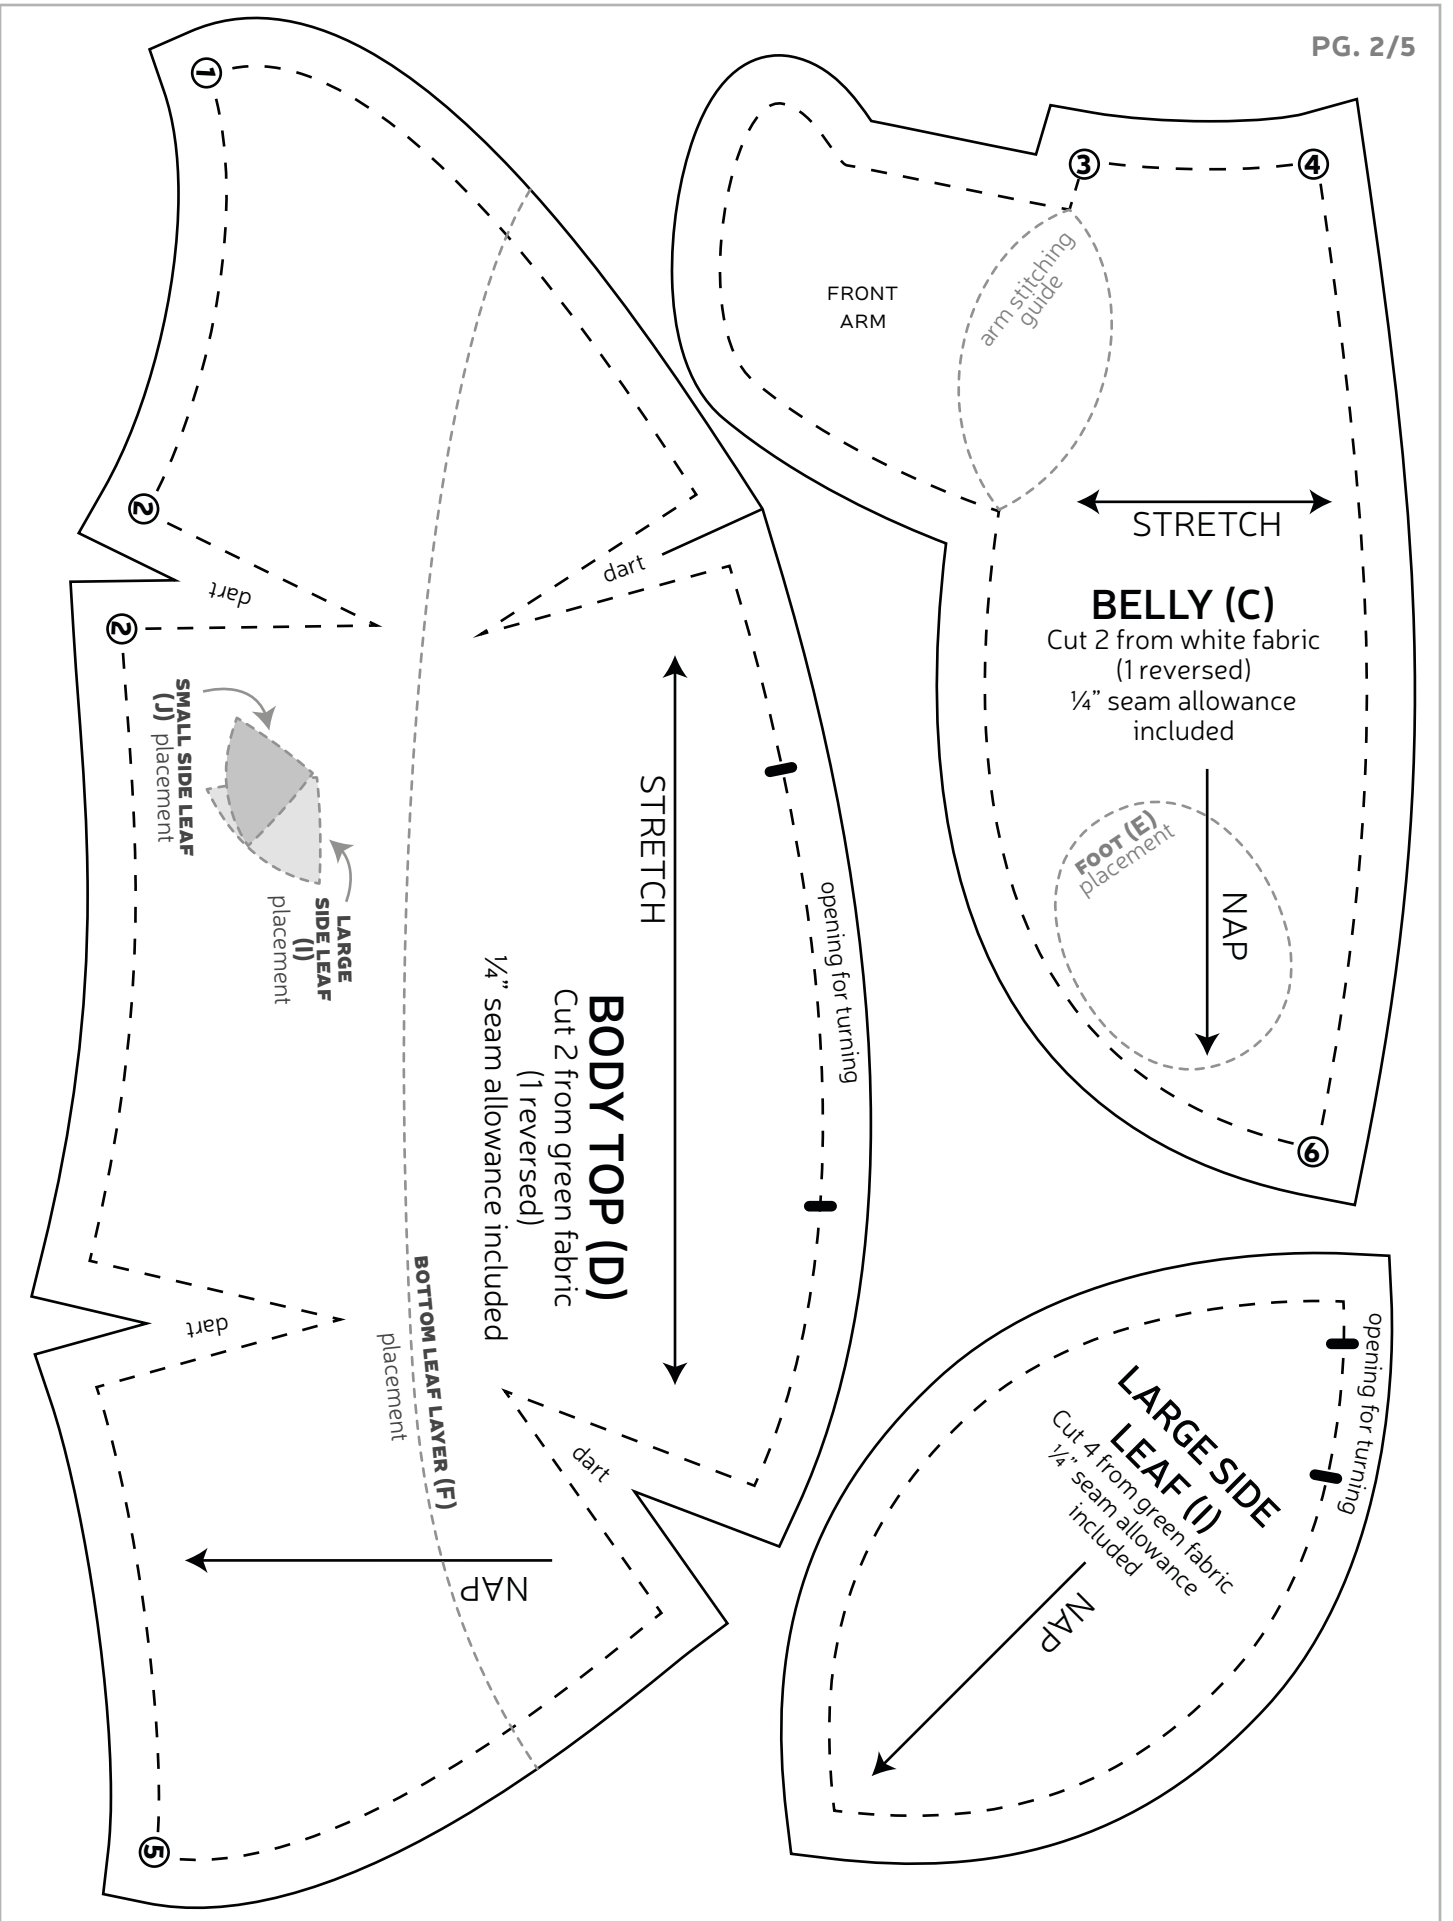 PG. 2/5
1
2
dart
2
dart
SMALL SIDE LEAF
(J) placement
LARGE
SIDE LEAF
(I)
placement
STRETCH
opening for turning
BODY TOP (D)
Cut 2 from green fabric
(1 reversed)
¼” seam allowance included
BOTTOM LEAF LAYER (F)
placement
dart
dart
NAP
5
3
4
FRONT
ARM
arm stitching
guide
STRETCH
BELLY (C)
Cut 2 from white fabric
(1 reversed)
¼” seam allowance
included
FOOT (E)
placement
NAP
6
opening for turning
LARGE SIDE
LEAF (I)
Cut 4 from green fabric
¼” seam allowance
included
NAP